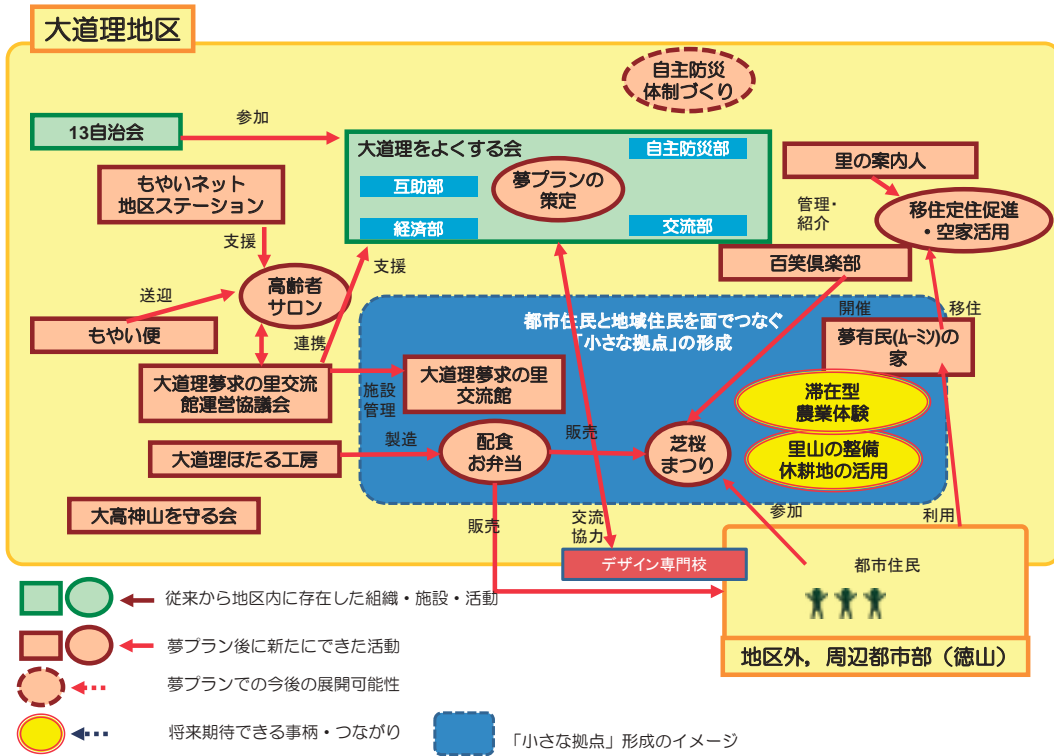 大道理地区
自主防災
体制づくり
13自治会
参加
大道理をよくする会
自主防災部
互助部
夢プランの
策定
経済部
交流部
里の案内人
もやいネット
地区ステーション
管理・
紹介
移住定住促進
・空家活用
支援
支援
百笑倶楽部
高齢者
サロン
送迎
もやい便
連携
都市住民と地域住民を面でつなぐ
「小さな拠点」の形成
開催
移住
夢有民(ムーミン)の
家
大道理夢求の里交流
館運営協議会
施設
管理
大道理夢求の里
交流館
滞在型
農業体験
大道理ほたる工房
製造
配食
お弁当
販売
芝桜
まつり
里山の整備
休耕地の活用
大高神山を守る会
販売
交流
協力
参加
利用
デザイン専門校
都市住民
地区外，周辺都市部（徳山）
従来から地区内に存在した組織・施設・活動
夢プラン後に新たにできた活動
夢プランでの今後の展開可能性
将来期待できる事柄・つながり
「小さな拠点」形成のイメージ